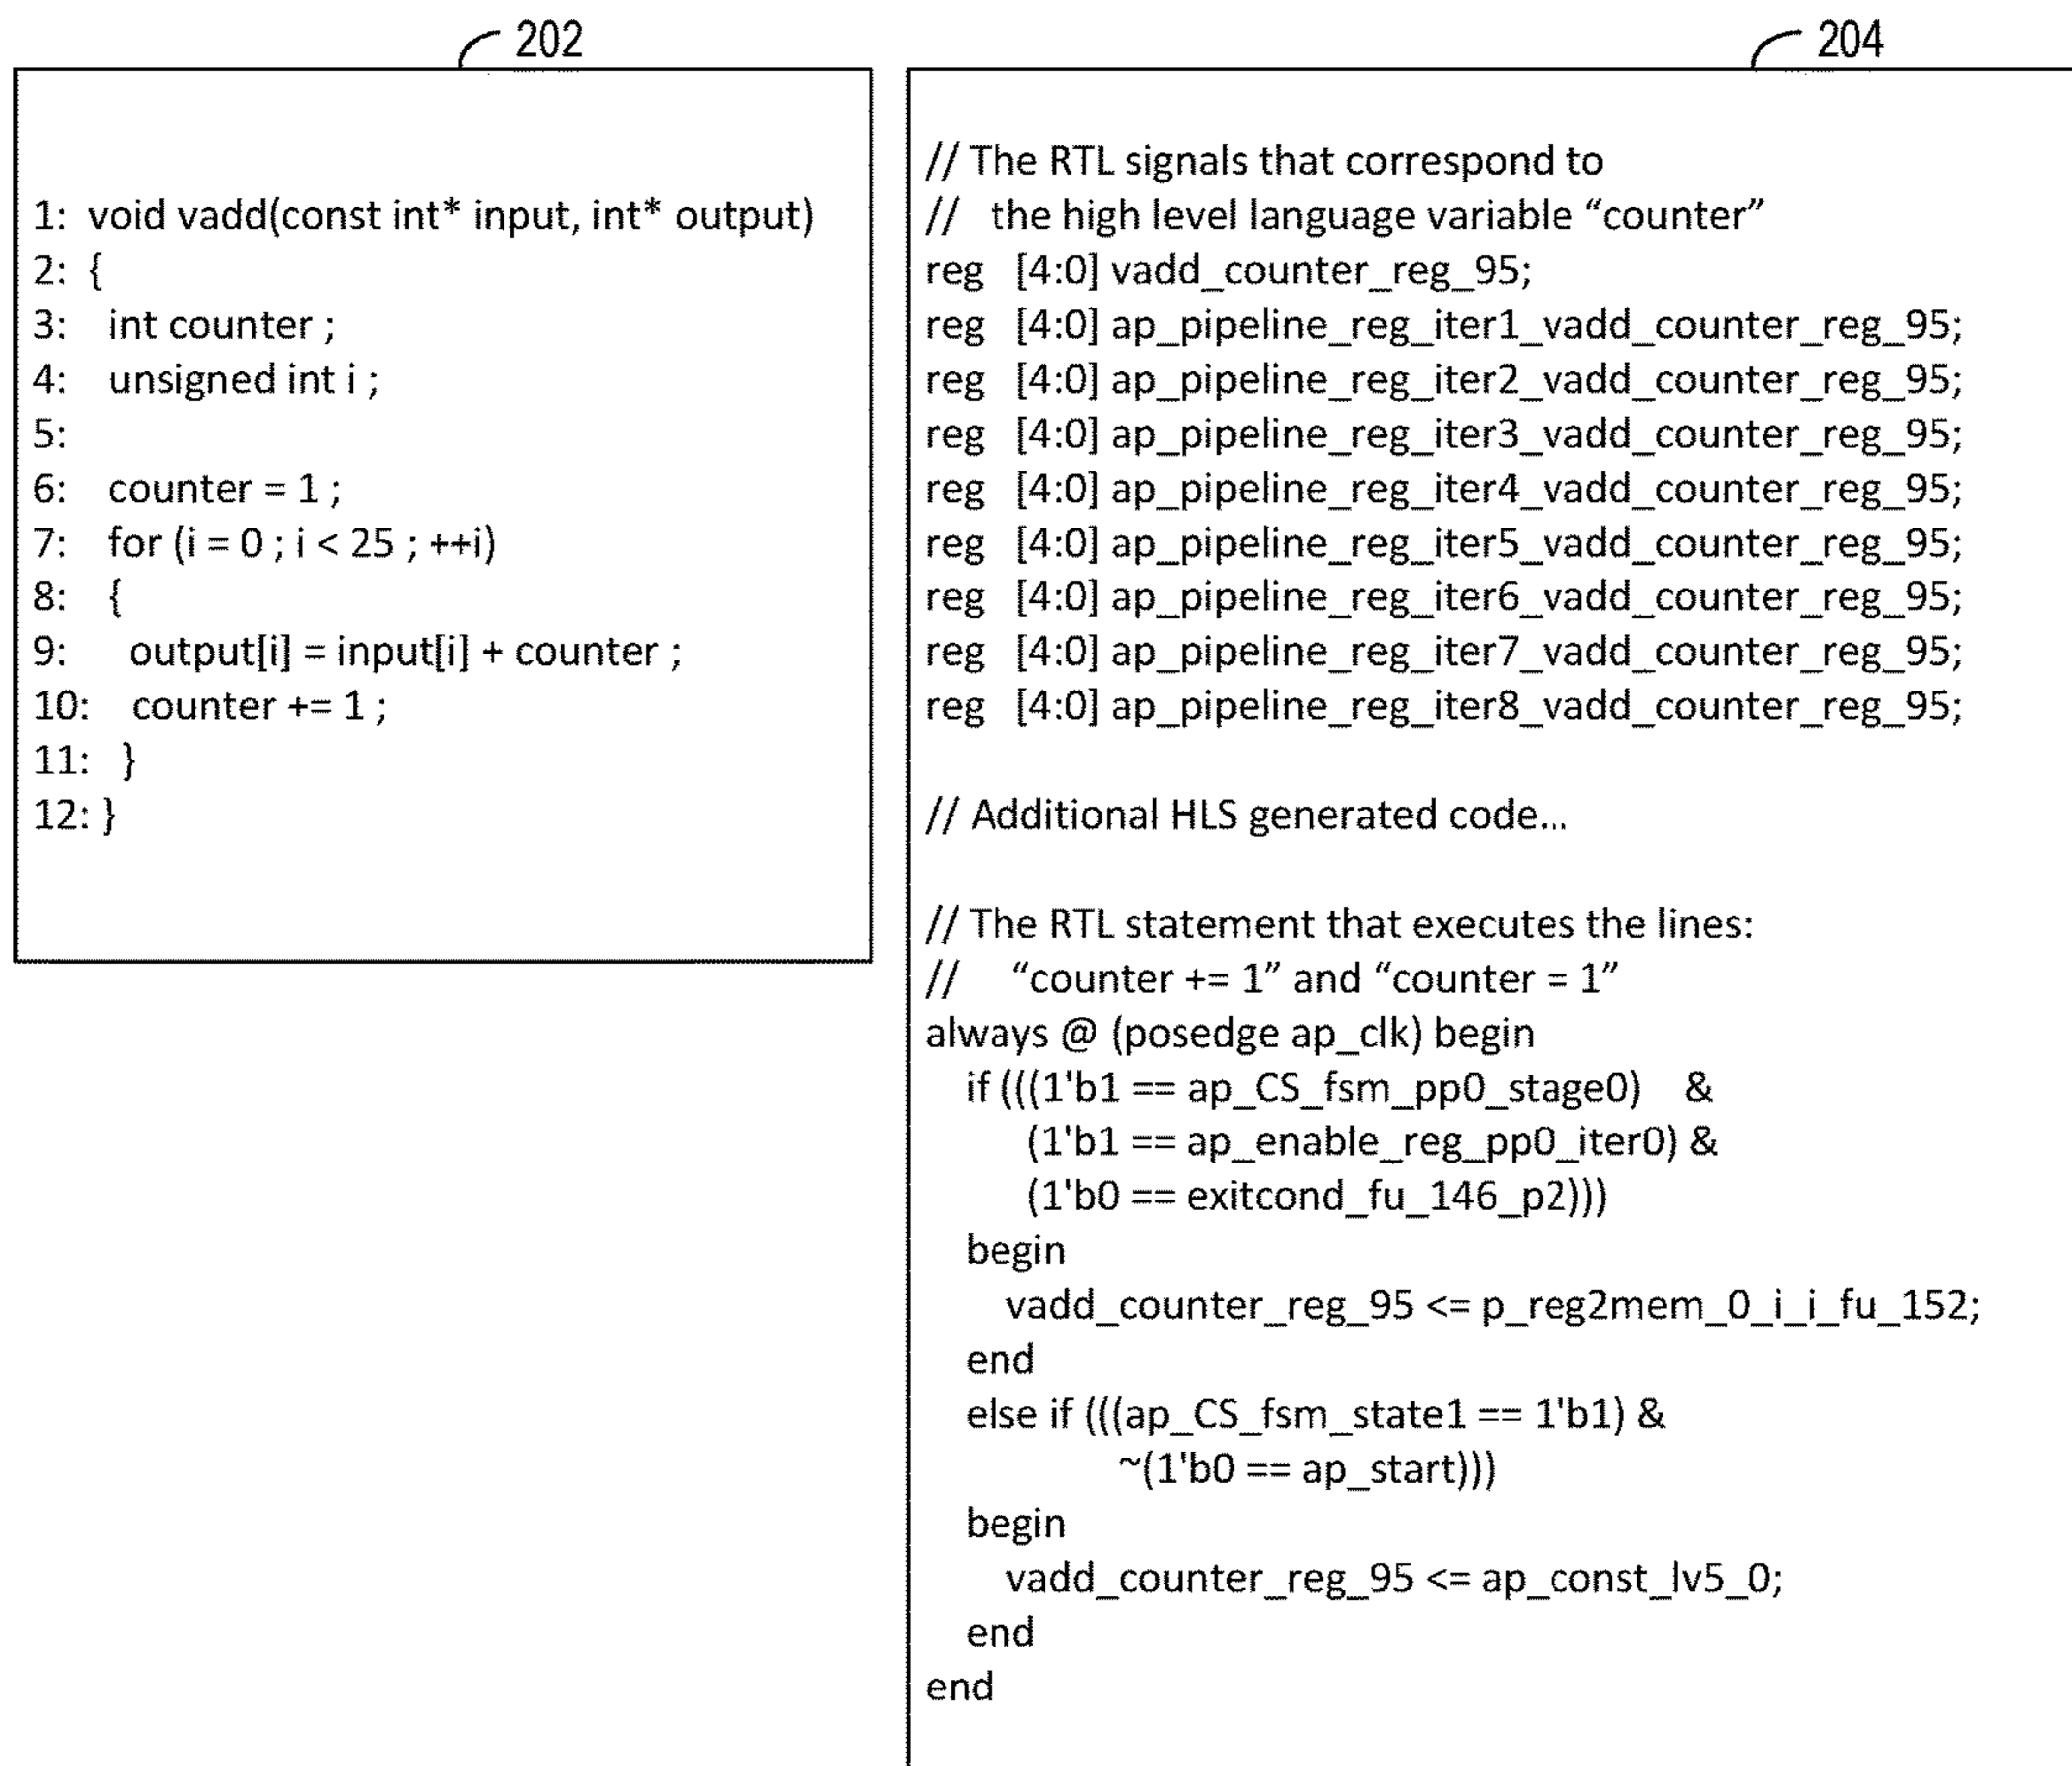 202
1: void vadd(const int* input, int* output)
2: {
3: int counter ;
4: unsigned int i ;
5:
6: counter = 1 ;
7: for (i = 0 ; i < 25 ; ++i)
8: {
9: output[i] = input[i] + counter ;
10: counter += 1 ;
11: }
12: }
204
// The RTL signals that correspond to
// the high level language variable “counter”
reg [4:0] vadd_counter_reg_95;
reg [4:0] ap_pipeline_reg_iter1_vadd_counter_reg_95;
reg [4:0] ap_pipeline_reg_iter2_vadd_counter_reg_95;
reg [4:0] ap_pipeline_reg_iter3_vadd_counter_reg_95;
reg [4:0] ap_pipeline_reg_iter4_vadd_counter_reg_95;
reg [4:0] ap_pipeline_reg_iter5_vadd_counter_reg_95;
reg [4:0] ap_pipeline_reg_iter6_vadd_counter_reg_95;
reg [4:0] ap_pipeline_reg_iter7_vadd_counter_reg_95;
reg [4:0] ap_pipeline_reg_iter8_vadd_counter_reg_95;
// Additional HLS generated code...
// The RTL statement that executes the lines:
// “counter += 1” and “counter = 1”
always @ (posedge ap_clk) begin
if (((1'b1 == ap_CS_fsm_pp0_stage0) &
(1'b1 == ap_enable_reg_pp0_iter0) &
(1'b0 == exitcond_fu_146_p2)))
begin
vadd_counter_reg_95 <= p_reg2mem_0_i_i_fu_152;
end
else if (((ap_CS_fsm_state1 == 1'b1) &
~(1'b0 == ap_start)))
begin
vadd_counter_reg_95 <= ap_const_lv5_0;
end
end